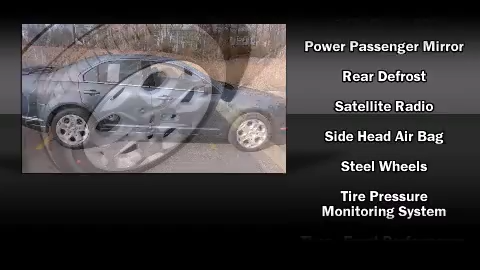 Power Passenger Mirror
Rear Defrost
Satellite Radio
Side Head Air Bag
Steel Wheels
Tire Pressure
Monitoring System